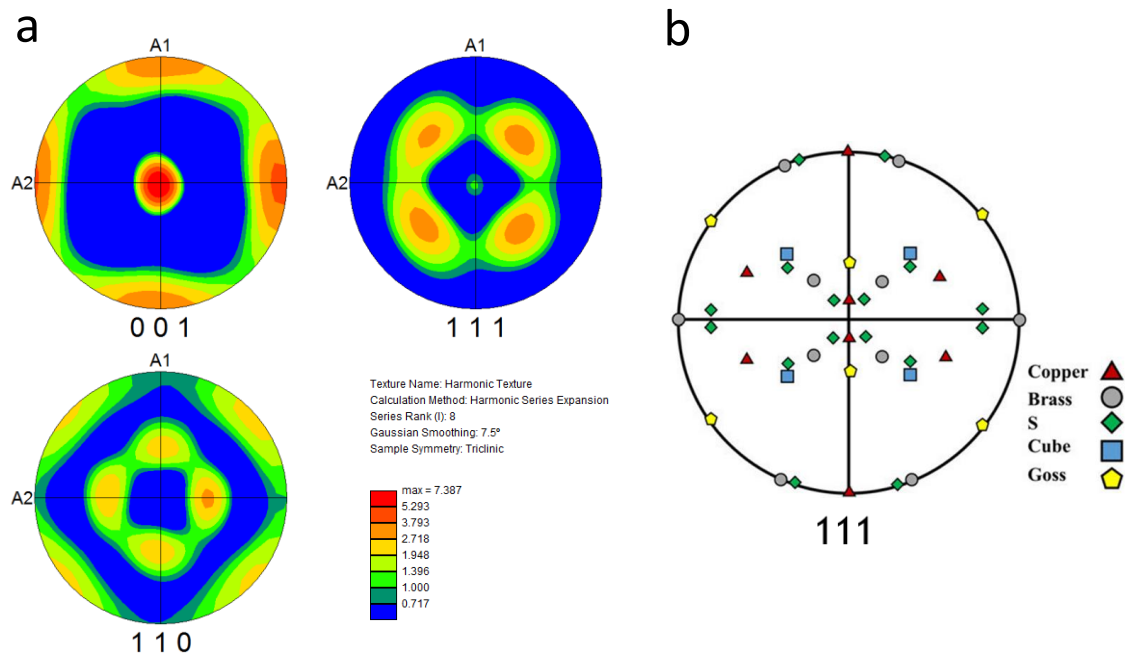 a
b
A1
A2
0 0 1
A1
A2
1 1 1
A1
A2
1 1 0
Texture Name: Harmonic Texture
Calculation Method: Harmonic Series Expansion
Series Rank (l): 8
Gaussian Smoothing: 7.5°
Sample Symmetry: Triclinic
max = 7.387
5.293
3.793
2.718
1.948
1.396
1.000
0.717
Copper
Brass
S
Cube
Goss
111